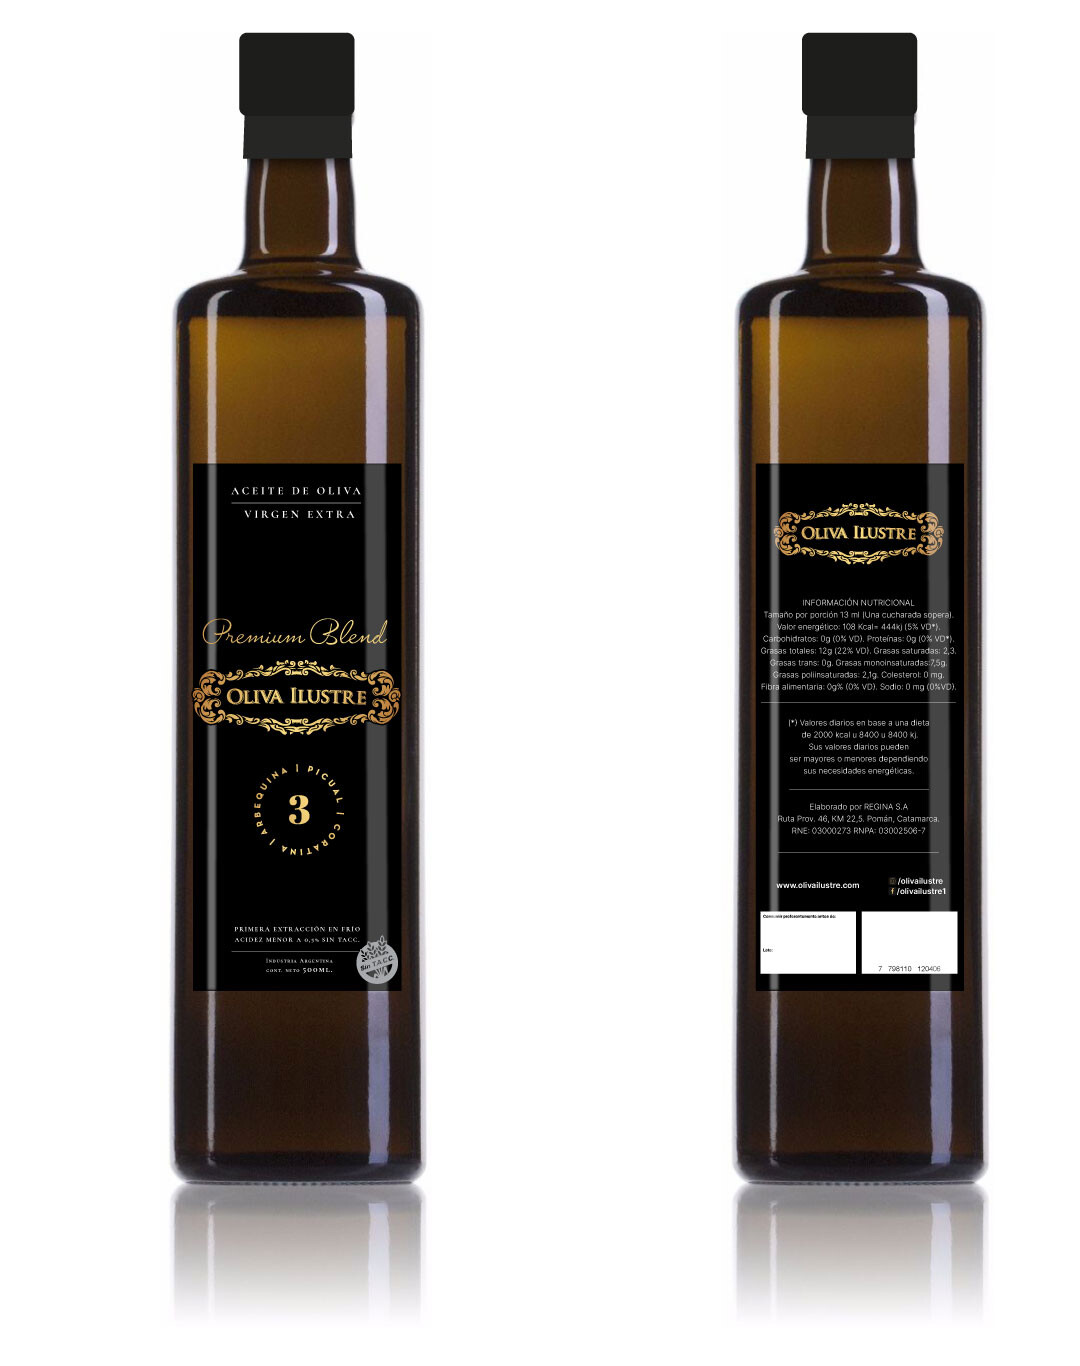 ACEITE DE OLIVA
VIRGEN EXTRA
Premium Blend
OLIVA ILUSTRE
ARBEQUINA | PICUAL | CORATINA |
3
PRIMERA EXTRACCIÓN EN FRÍO
ACIDEZ MENOR A 0,3% SIN TACC.
INDUSTRIA ARGENTINA
CONT. NETO 500ML.
Sin T.A.C.C.
OLIVA ILUSTRE
INFORMACIÓN NUTRICIONAL
Tamaño por porción 13 ml (Una cucharada sopera).
Valor energético: 108 Kcal= 444kj (5% VD*).
Carbohidratos: 0g (0% VD). Proteínas: 0g (0% VD*).
Grasas totales: 12g (22% VD). Grasas saturadas: 2,3.
Grasas trans: 0g. Grasas monoinsaturadas:7,5g.
Grasas poliinsaturadas: 2,1g. Colesterol: 0 mg.
Fibra alimentaria: 0g% (0% VD). Sodio: 0 mg (0%VD).
(*) Valores diarios en base a una dieta
de 2000 kcal u 8400 u 8400 kj.
Sus valores diarios pueden
ser mayores o menores dependiendo
sus necesidades energéticas.
Elaborado por REGINA S.A
Ruta Prov. 46, KM 22,5. Pomán, Catamarca.
RNE: 03000273 RNPA: 03002506-7
www.olivailustre.com
/olivailustre
f /olivailustre1
Consumir preferentemente antes de:
Lote:
7 798110 120406